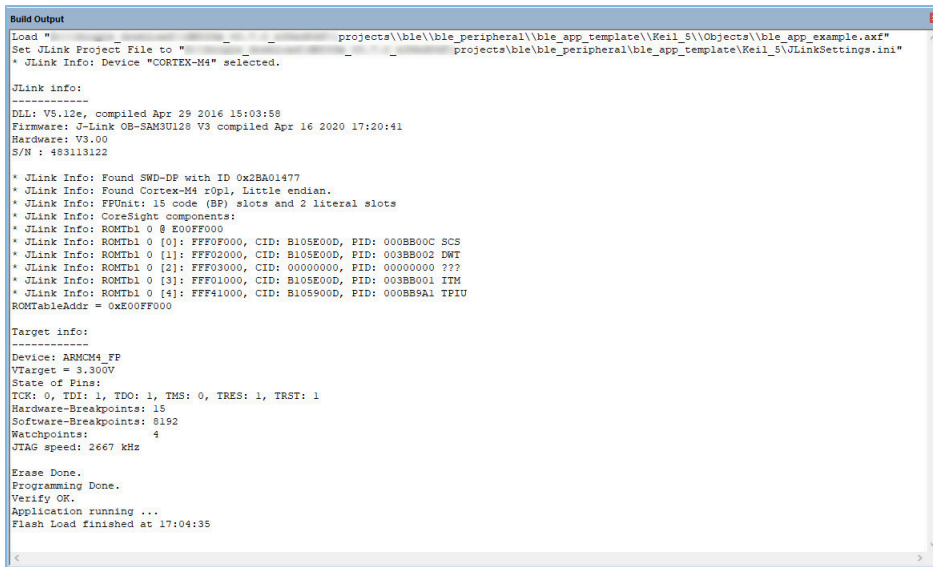 Build Output
Load " projects\\ble\\ble_peripheral\\ble_app_template\\Keil_5\\Objects\\ble_app_example.axf"
Set JLink Project File to " projects\ble\ble_peripheral\ble_app_template\Keil_5\JLinkSettings.ini"
* JLink Info: Device "CORTEX-M4" selected.
JLink info:
------------
DLL: V5.12e, compiled Apr 29 2016 15:03:58
Firmware: J-Link OB-SAM3U128 V3 compiled Apr 16 2020 17:20:41
Hardware: V3.00
S/N : 483113122
* JLink Info: Found SWD-DP with ID 0x2BA01477
* JLink Info: Found Cortex-M4 r0p1, Little endian.
* JLink Info: FPUnit: 15 code (BP) slots and 2 literal slots
* JLink Info: CoreSight components:
* JLink Info: ROMTbl 0 @ E00FF000
* JLink Info: ROMTbl 0 [0]: FFF0F000, CID: B105E00D, PID: 000BB00C SCS
* JLink Info: ROMTbl 0 [1]: FFF02000, CID: B105E00D, PID: 003BB002 DWT
* JLink Info: ROMTbl 0 [2]: FFF03000, CID: 00000000, PID: 00000000 ???
* JLink Info: ROMTbl 0 [3]: FFF01000, CID: B105E00D, PID: 003BB001 ITM
* JLink Info: ROMTbl 0 [4]: FFF41000, CID: B105900D, PID: 000BB9A1 TPIU
ROMTableAddr = 0xE00FF000
Target info:
------------
Device: ARMCM4_FP
VTarget = 3.300V
State of Pins:
TCK: 0, TDI: 1, TDO: 1, TMS: 0, TRES: 1, TRST: 1
Hardware-Breakpoints: 15
Software-Breakpoints: 8192
Watchpoints: 4
JTAG speed: 2667 kHz
Erase Done.
Programming Done.
Verify OK.
Application running ...
Flash Load finished at 17:04:35